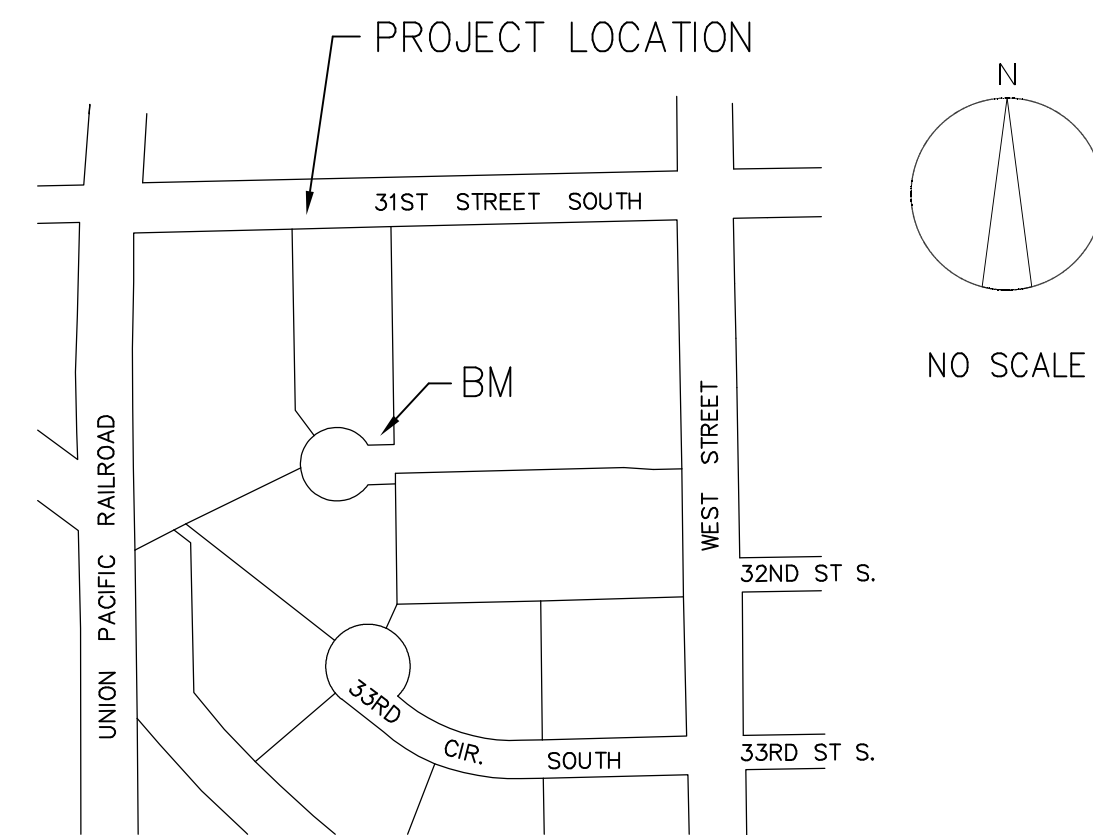 PROJECT LOCATION
N
31ST STREET SOUTH
NO SCALE
BM
WEST STREET
UNION PACIFIC RAILROAD
32ND ST S.
33RD CIR. SOUTH
33RD ST S.